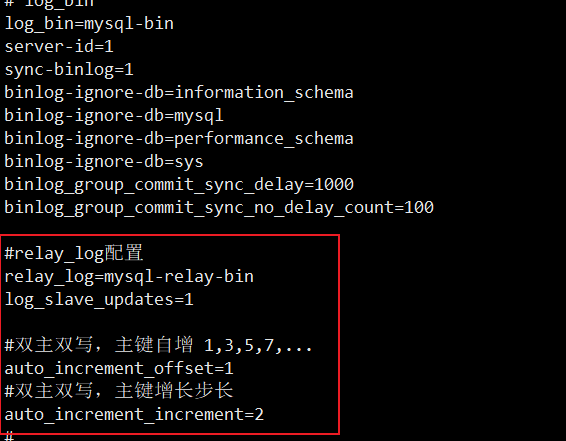 # log_bin
log_bin=mysql-bin
server-id=1
sync-binlog=1
binlog-ignore-db=information_schema
binlog-ignore-db=mysql
binlog-ignore-db=performance_schema
binlog-ignore-db=sys
binlog_group_commit_sync_delay=1000
binlog_group_commit_sync_no_delay_count=100
#relay_log配置
relay_log=mysql-relay-bin
log_slave_updates=1
#双主双写，主键自增 1,3,5,7,...
auto_increment_offset=1
#双主双写，主键增长步长
auto_increment_increment=2
#